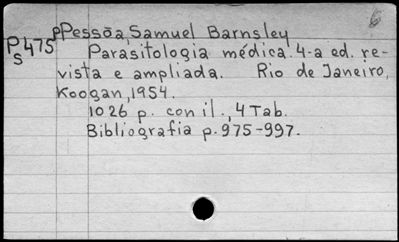 pPessôa, Samuel Barnsley
P475
s
Parasitologia médica. 4-a ed. re-
vista e ampliada. Rio de Janeiro,
Koogan, 1954.
1026 p. con il., 4 Tab.
Bibliografia p. 975-997.